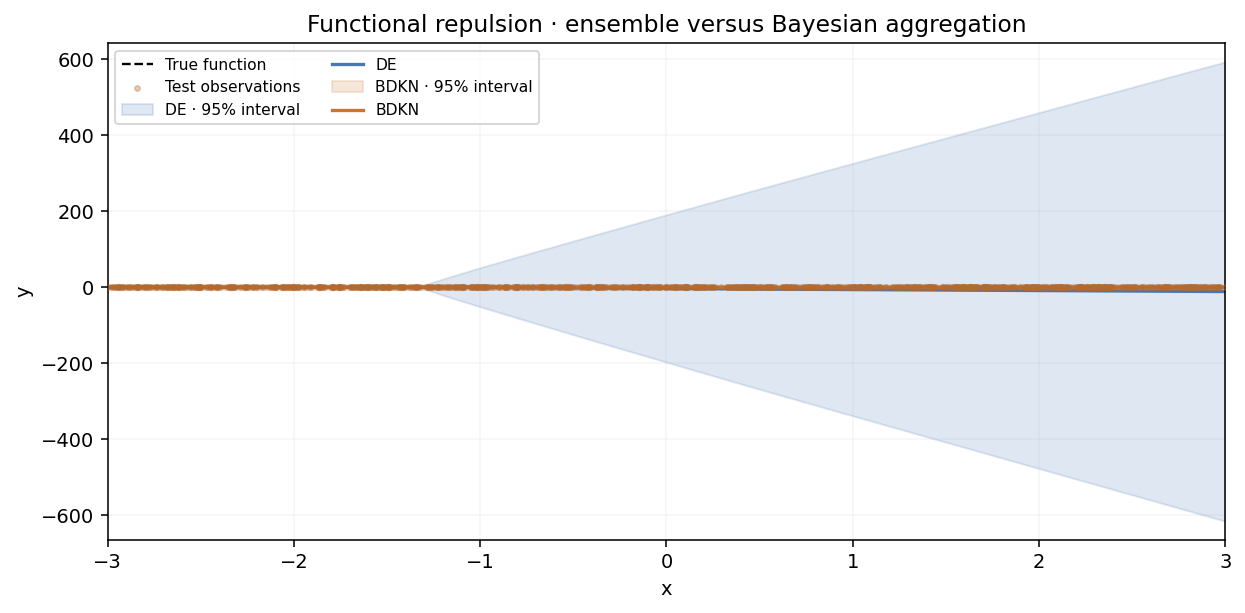 Functional repulsion · ensemble versus Bayesian aggregation
True function
Test observations
DE · 95% interval
DE
BDKN · 95% interval
BDKN
600
400
200
0
−200
−400
−600
y
−3
−2
−1
0
1
2
3
x